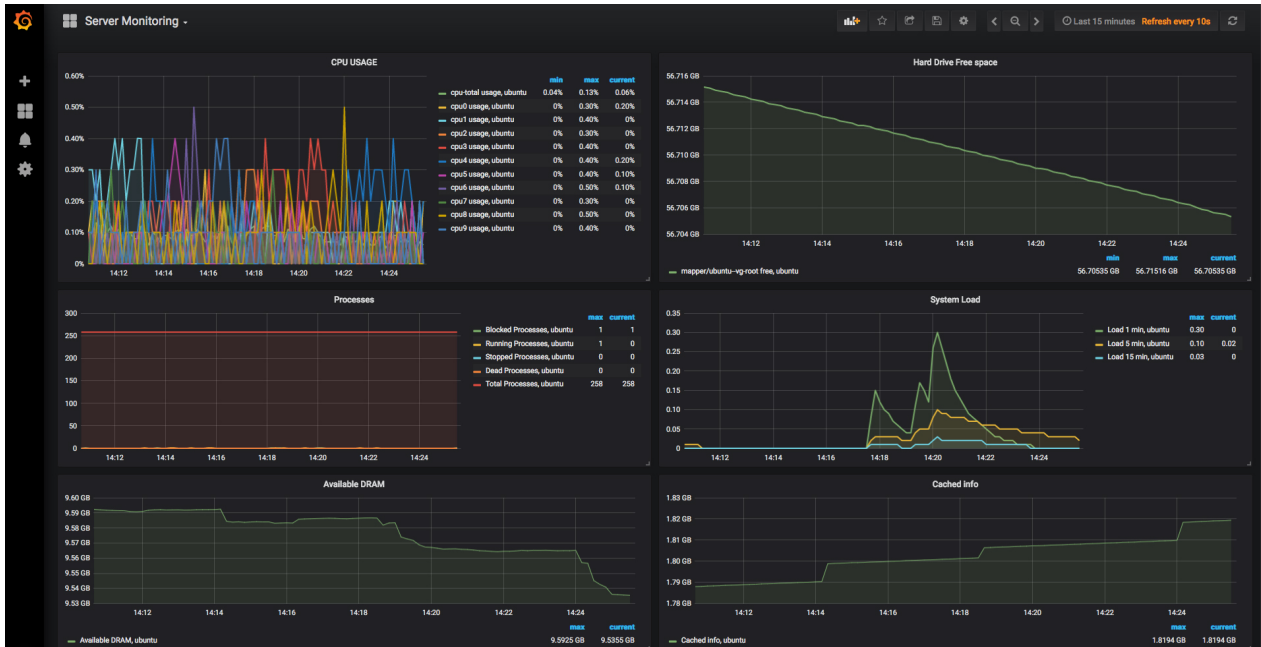 Server Monitoring
Last 15 minutes Refresh every 10s
CPU USAGE
0.60%
0.50%
0.40%
0.30%
0.20%
0.10%
0%
14:12 14:14 14:16 14:18 14:20 14:22 14:24
min max current
cpu-total usage, ubuntu 0.04% 0.13% 0.06%
cpu0 usage, ubuntu 0% 0.30% 0.20%
cpu1 usage, ubuntu 0% 0.40% 0%
cpu2 usage, ubuntu 0% 0.30% 0%
cpu3 usage, ubuntu 0% 0.40% 0%
cpu4 usage, ubuntu 0% 0.40% 0.20%
cpu5 usage, ubuntu 0% 0.40% 0.10%
cpu6 usage, ubuntu 0% 0.50% 0.10%
cpu7 usage, ubuntu 0% 0.30% 0%
cpu8 usage, ubuntu 0% 0.50% 0%
cpu9 usage, ubuntu 0% 0.40% 0%
Hard Drive Free space
56.716 GB
56.714 GB
56.712 GB
56.710 GB
56.708 GB
56.706 GB
56.704 GB
14:12 14:14 14:16 14:18 14:20 14:22 14:24
min max current
mapper/ubuntu--vg-root free, ubuntu 56.70535 GB 56.71516 GB 56.70535 GB
Processes
300
250
200
150
100
50
0
14:12 14:14 14:16 14:18 14:20 14:22 14:24
max current
Blocked Processes, ubuntu 1 1
Running Processes, ubuntu 1 0
Stopped Processes, ubuntu 0 0
Dead Processes, ubuntu 0 0
Total Processes, ubuntu 258 258
System Load
0.35
0.30
0.25
0.20
0.15
0.10
0.05
0
14:12 14:14 14:16 14:18 14:20 14:22 14:24
max current
Load 1 min, ubuntu 0.30 0
Load 5 min, ubuntu 0.10 0.02
Load 15 min, ubuntu 0.03 0
Available DRAM
9.60 GB
9.59 GB
9.58 GB
9.57 GB
9.56 GB
9.55 GB
9.54 GB
9.53 GB
14:12 14:14 14:16 14:18 14:20 14:22 14:24
max current
Available DRAM, ubuntu 9.5925 GB 9.5355 GB
Cached info
1.83 GB
1.82 GB
1.81 GB
1.80 GB
1.79 GB
1.78 GB
14:12 14:14 14:16 14:18 14:20 14:22 14:24
max current
Cached info, ubuntu 1.8194 GB 1.8194 GB